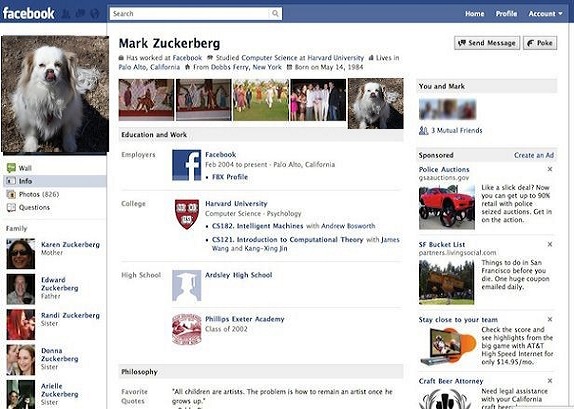 facebook
Search
Home Profile Account
Mark Zuckerberg
Send Message Poke
Has worked at Facebook Studied Computer Science at Harvard University Lives in
Palo Alto, California From Dobbs Ferry, New York Born on May 14, 1984
Wall
Info
Photos (826)
Questions
Family
Karen Zuckerberg
Mother
Edward
Zuckerberg
Father
Randi Zuckerberg
Sister
Donna
Zuckerberg
Sister
Arielle
Zuckerberg
Sister
Education and Work
Employers
Facebook
Feb 2004 to present · Palo Alto, California
• FBX Profile
College
Harvard University
Computer Science · Psychology
• CS182. Intelligent Machines with Andrew Bosworth
• CS121. Introduction to Computational Theory with James
Wang and Kang-Xing Jin
High School
Ardsley High School
Phillips Exeter Academy
Class of 2002
Philosophy
Favorite
Quotes
"All children are artists. The problem is how to remain an artist once he
grows up."
You and Mark
3 Mutual Friends
Sponsored Create an Ad
Police Auctions
gsaauctions.gov
Like a slick deal? Now
you can get up to 90%
retail with police
seized auctions. Get in
on the action.
SF Bucket List
partners.livingsocial.com
Things to do in
San Francisco before
you die. One huge
coupon emailed
daily.
Stay close to your team
Check the score and
see highlights from the
big game with AT&T
High Speed Internet for
only $14.95/mo.
Craft Beer Attorney
Need legal assistance
with your California
craft beer